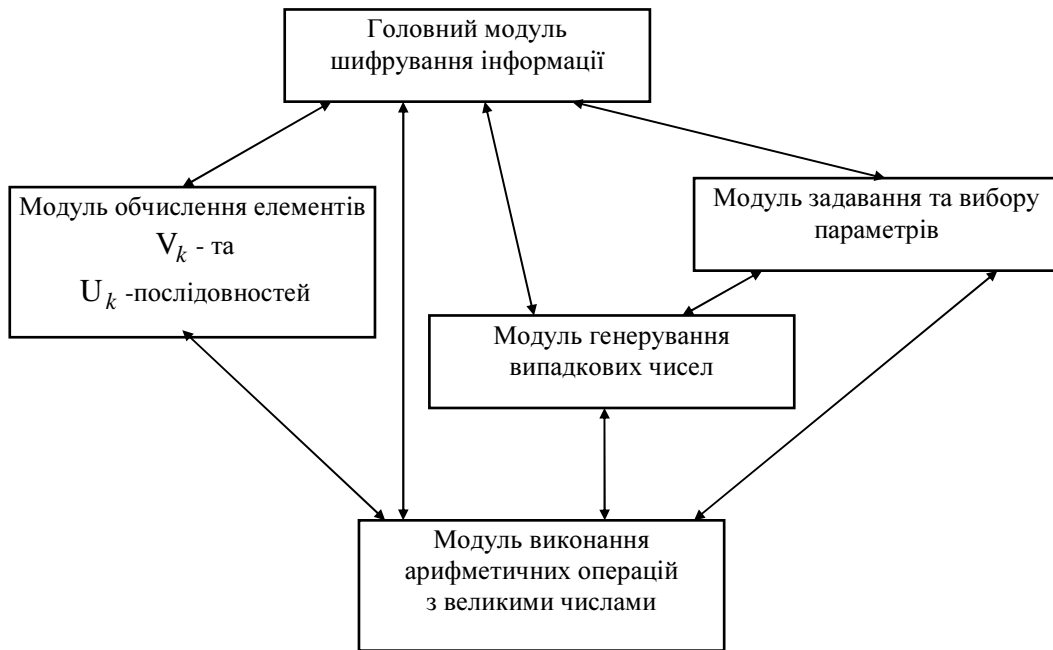 Головний модуль
шифрування інформації
Модуль обчислення елементів
V_k - та
U_k -послідовностей
Модуль задавання та вибору
параметрів
Модуль генерування
випадкових чисел
Модуль виконання
арифметичних операцій
з великими числами